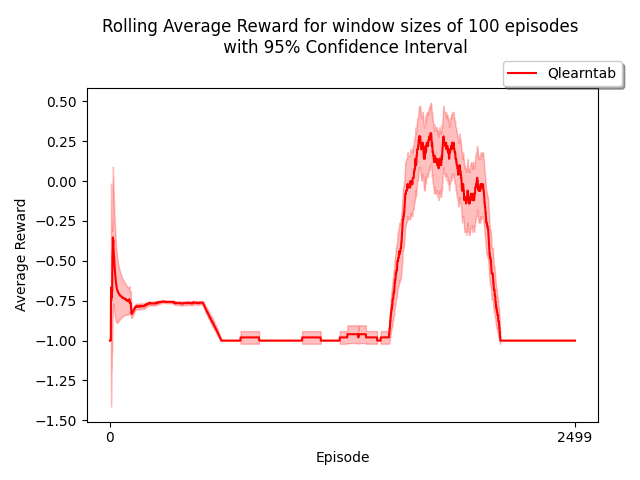 Rolling Average Reward for window sizes of 100 episodes
with 95% Confidence Interval
Qlearntab
0.50
0.25
0.00
−0.25
−0.50
−0.75
−1.00
−1.25
−1.50
Average Reward
0 2499
Episode